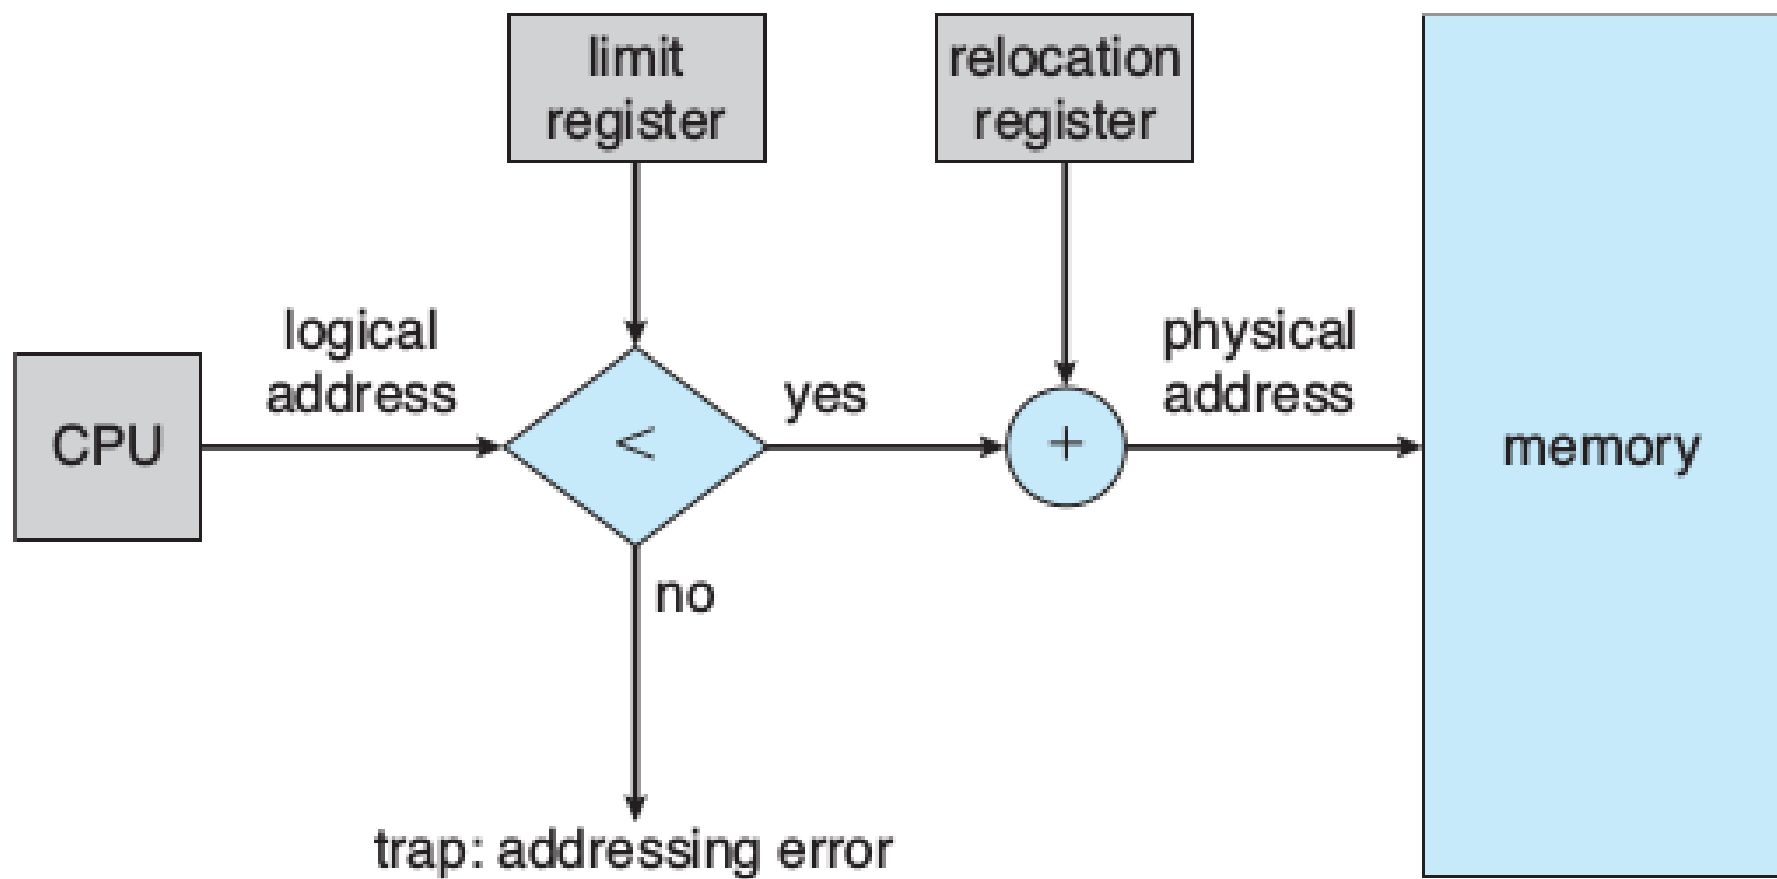 limit
register
relocation
register
logical
address
CPU
<
yes
+
physical
address
memory
no
trap: addressing error